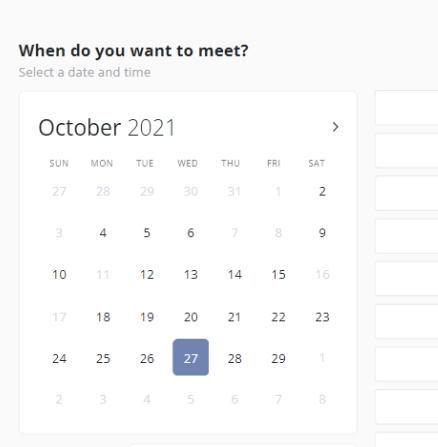 When do you want to meet?
Select a date and time
October 2021
SUN MON TUE WED THU FRI SAT
27 28 29 30 31 1 2
3 4 5 6 7 8 9
10 11 12 13 14 15 16
17 18 19 20 21 22 23
24 25 26 27 28 29 1
2 3 4 5 6 7 8